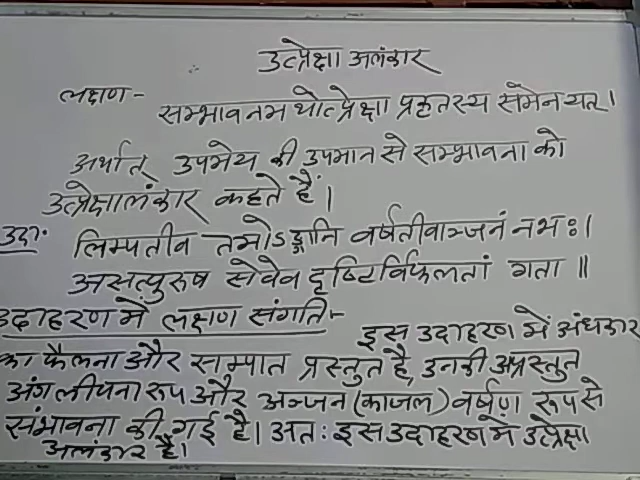 उत्प्रेक्षा अलंकार
लक्षण- सम्भावनमथोत्प्रेक्षा प्रकृतस्य समेन यत्।
अर्थात् उपमेय की उपमान से सम्भावना को
उत्प्रेक्षालंकार कहते हैं।
उदा. लिम्पतीव तमोऽङ्गानि वर्षतीवाञ्जनं नभः।
असत्पुरुष सेवेव दृष्टिर्विफलतां गता॥
उदाहरण में लक्षण संगति- इस उदाहरण में अंधकार
का फैलना और सम्पात प्रस्तुत है, उनकी अप्रस्तुत
अंग लीपना रूप और अञ्जन (काजल) वर्षण रूप से
संभावना की गई है। अतः इस उदाहरण में उत्प्रेक्षा
अलंकार है।